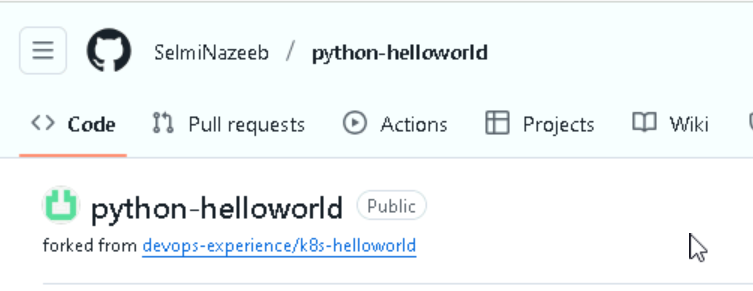 SelmiNazeeb / python-helloworld
Code Pull requests Actions Projects Wiki
python-helloworld Public
forked from devops-experience/k8s-helloworld